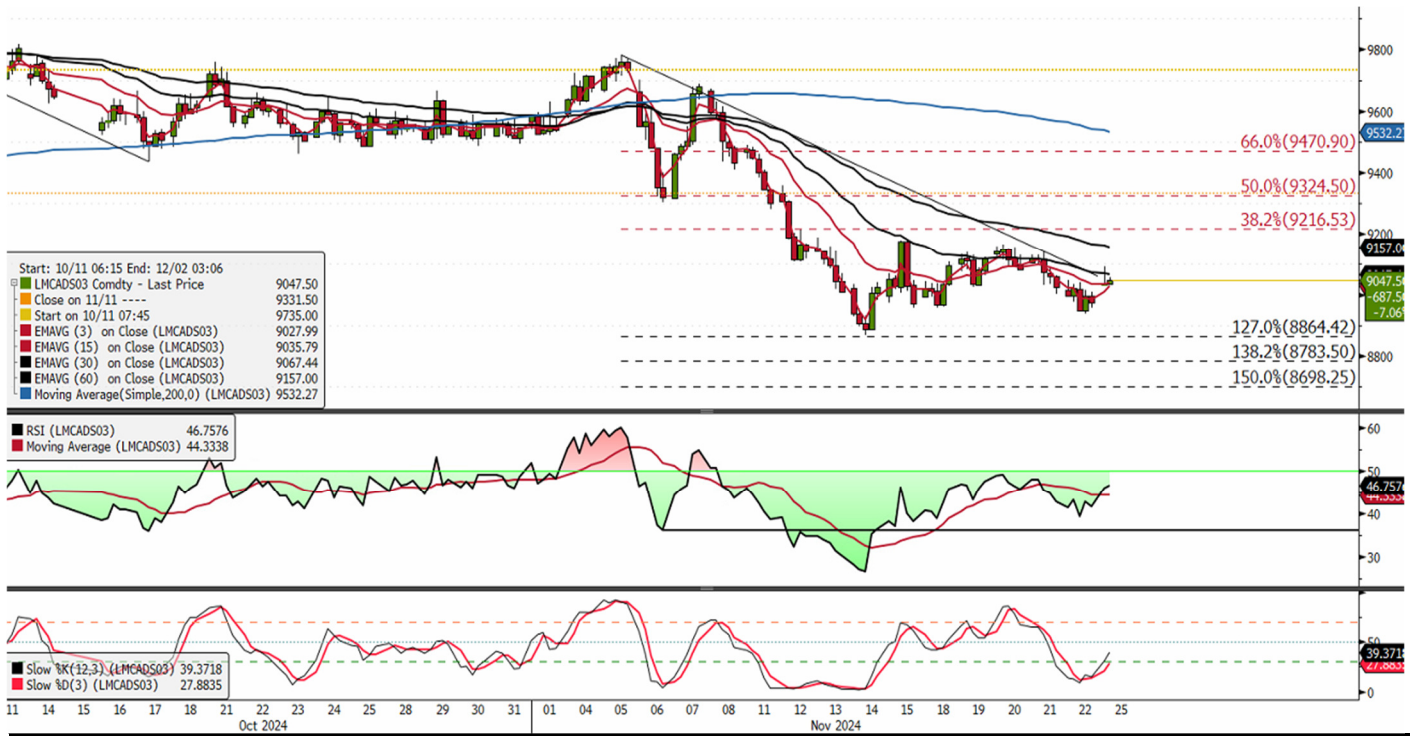 9800
9600
9532.27
66.0%(9470.90)
9400
50.0%(9324.50)
38.2%(9216.53)
9200
9157.00
9047.50
-687.50
-7.06%
127.0%(8864.42)
138.2%(8783.50)
8800
150.0%(8698.25)
Start: 10/11 06:15 End: 12/02 03:06
LMCADS03 Comdty - Last Price 9047.50
Close on 11/11 ---- 9331.50
Start on 10/11 07:45 9735.00
EMAVG (3) on Close (LMCADS03) 9027.99
EMAVG (15) on Close (LMCADS03) 9035.79
EMAVG (30) on Close (LMCADS03) 9067.44
EMAVG (60) on Close (LMCADS03) 9157.00
Moving Average(Simple,200,0) (LMCADS03) 9532.27
RSI (LMCADS03) 46.7576
Moving Average (LMCADS03) 44.3338
60
50
46.7576
44.3338
40
30
Slow %K(12,3) (LMCADS03) 39.3718
Slow %D(3) (LMCADS03) 27.8835
50
39.3718
27.8835
0
11 14 15 16 17 18 21 22 23 24 25 28 29 30 31 01 04 05 06 07 08 11 12 13 14 15 18 19 20 21 22 25
Oct 2024 Nov 2024